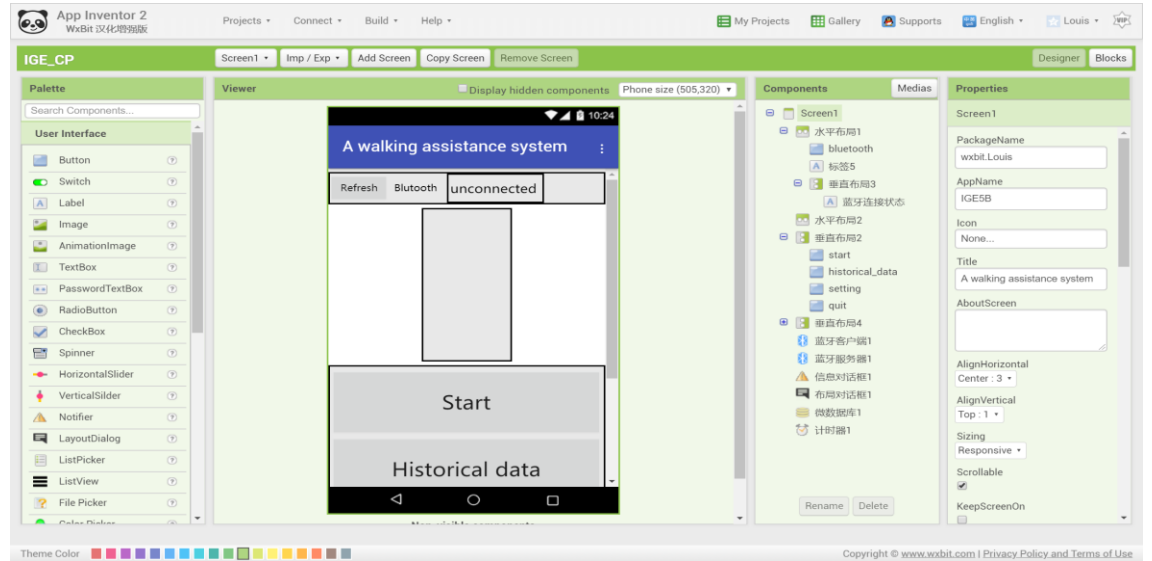 App Inventor 2
WxBit 汉化增强版
Projects Connect Build Help
My Projects Gallery Supports English Louis VIP
IGE_CP
Screen1 Imp / Exp Add Screen Copy Screen Remove Screen
Designer Blocks
Palette
Search Components...
User Interface
Button
Switch
Label
Image
AnimationImage
TextBox
PasswordTextBox
RadioButton
CheckBox
Spinner
HorizontalSlider
VerticalSilder
Notifier
LayoutDialog
ListPicker
ListView
File Picker
Color Picker
Viewer
Display hidden components Phone size (505,320)
10:24
A walking assistance system
Refresh Blutooth unconnected
Start
Historical data
Non-visible components
Components Medias
Screen1
水平布局1
bluetooth
标签5
垂直布局3
蓝牙连接状态
水平布局2
垂直布局2
start
historical_data
setting
quit
垂直布局4
蓝牙客户端1
蓝牙服务器1
信息对话框1
布局对话框1
微数据库1
计时器1
Rename Delete
Properties
Screen1
PackageName
wxbit.Louis
AppName
IGE5B
Icon
None...
Title
A walking assistance system
AboutScreen
AlignHorizontal
Center : 3
AlignVertical
Top : 1
Sizing
Responsive
Scrollable
KeepScreenOn
Theme Color
Copyright © www.wxbit.com | Privacy Policy and Terms of Use